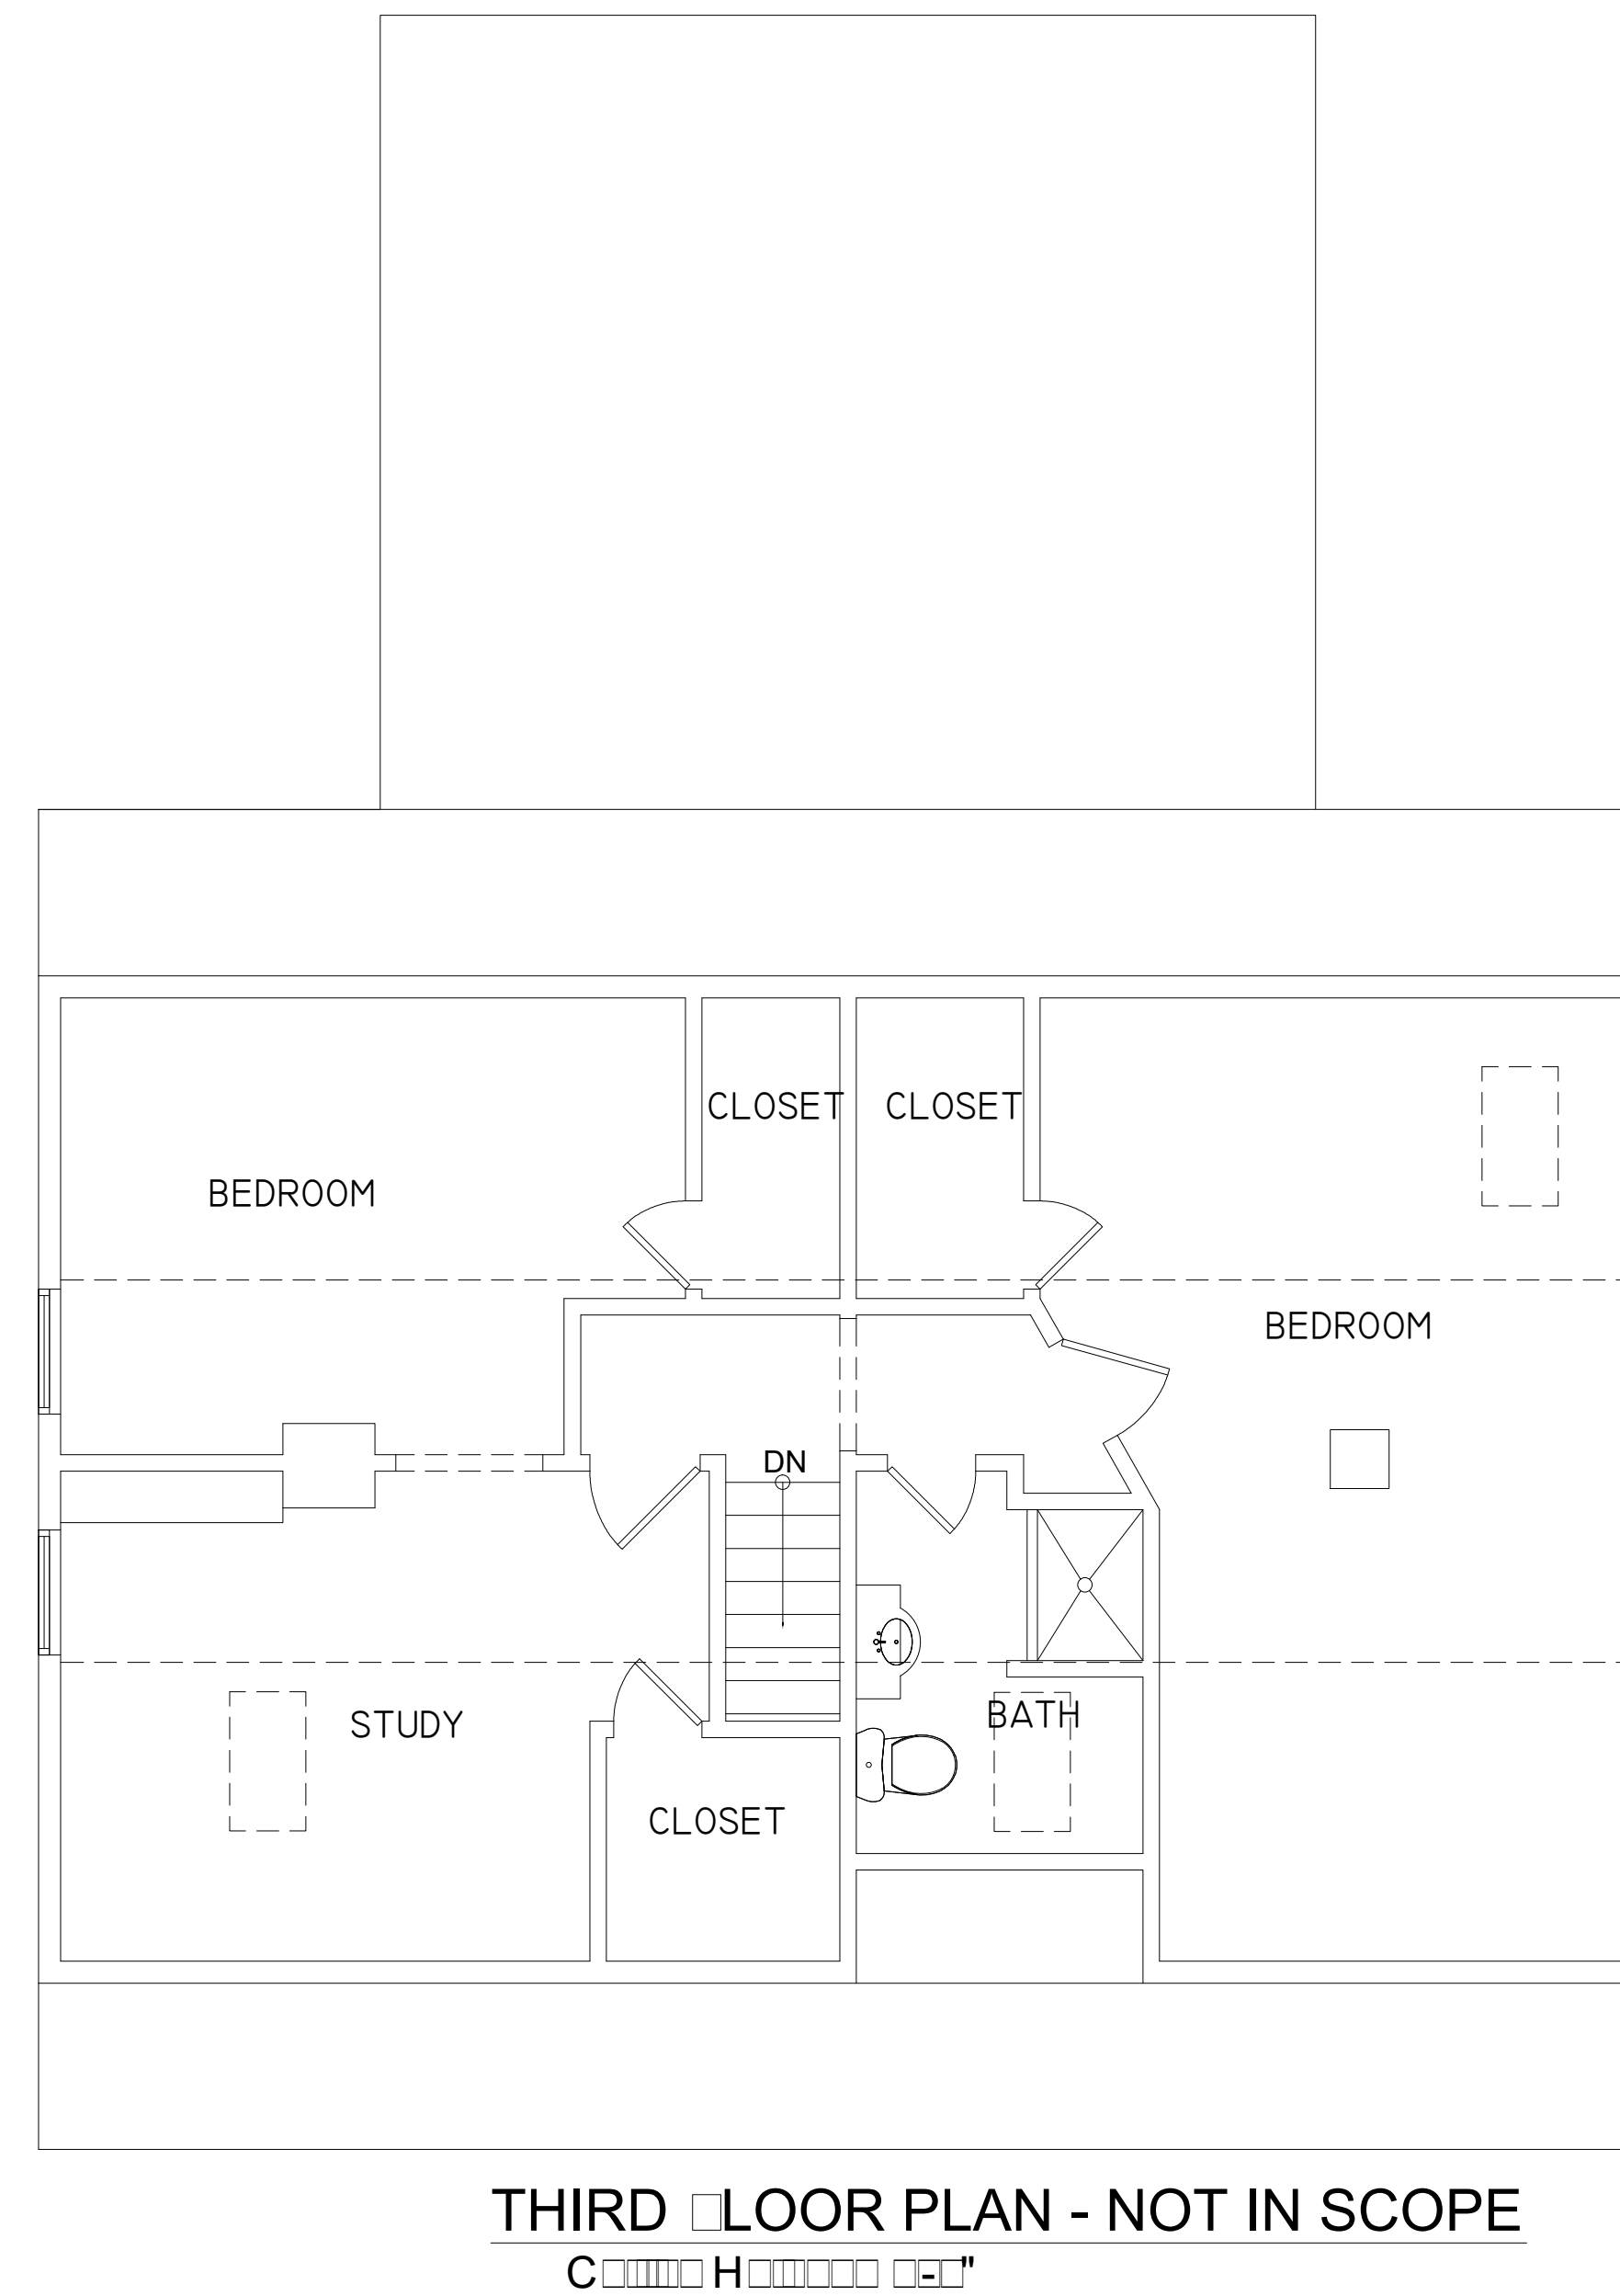 CLOSET CLOSET
BEDROOM
BEDROOM
DN
BATH
STUDY
CLOSET
THIRD LOOR PLAN - NOT IN SCOPE